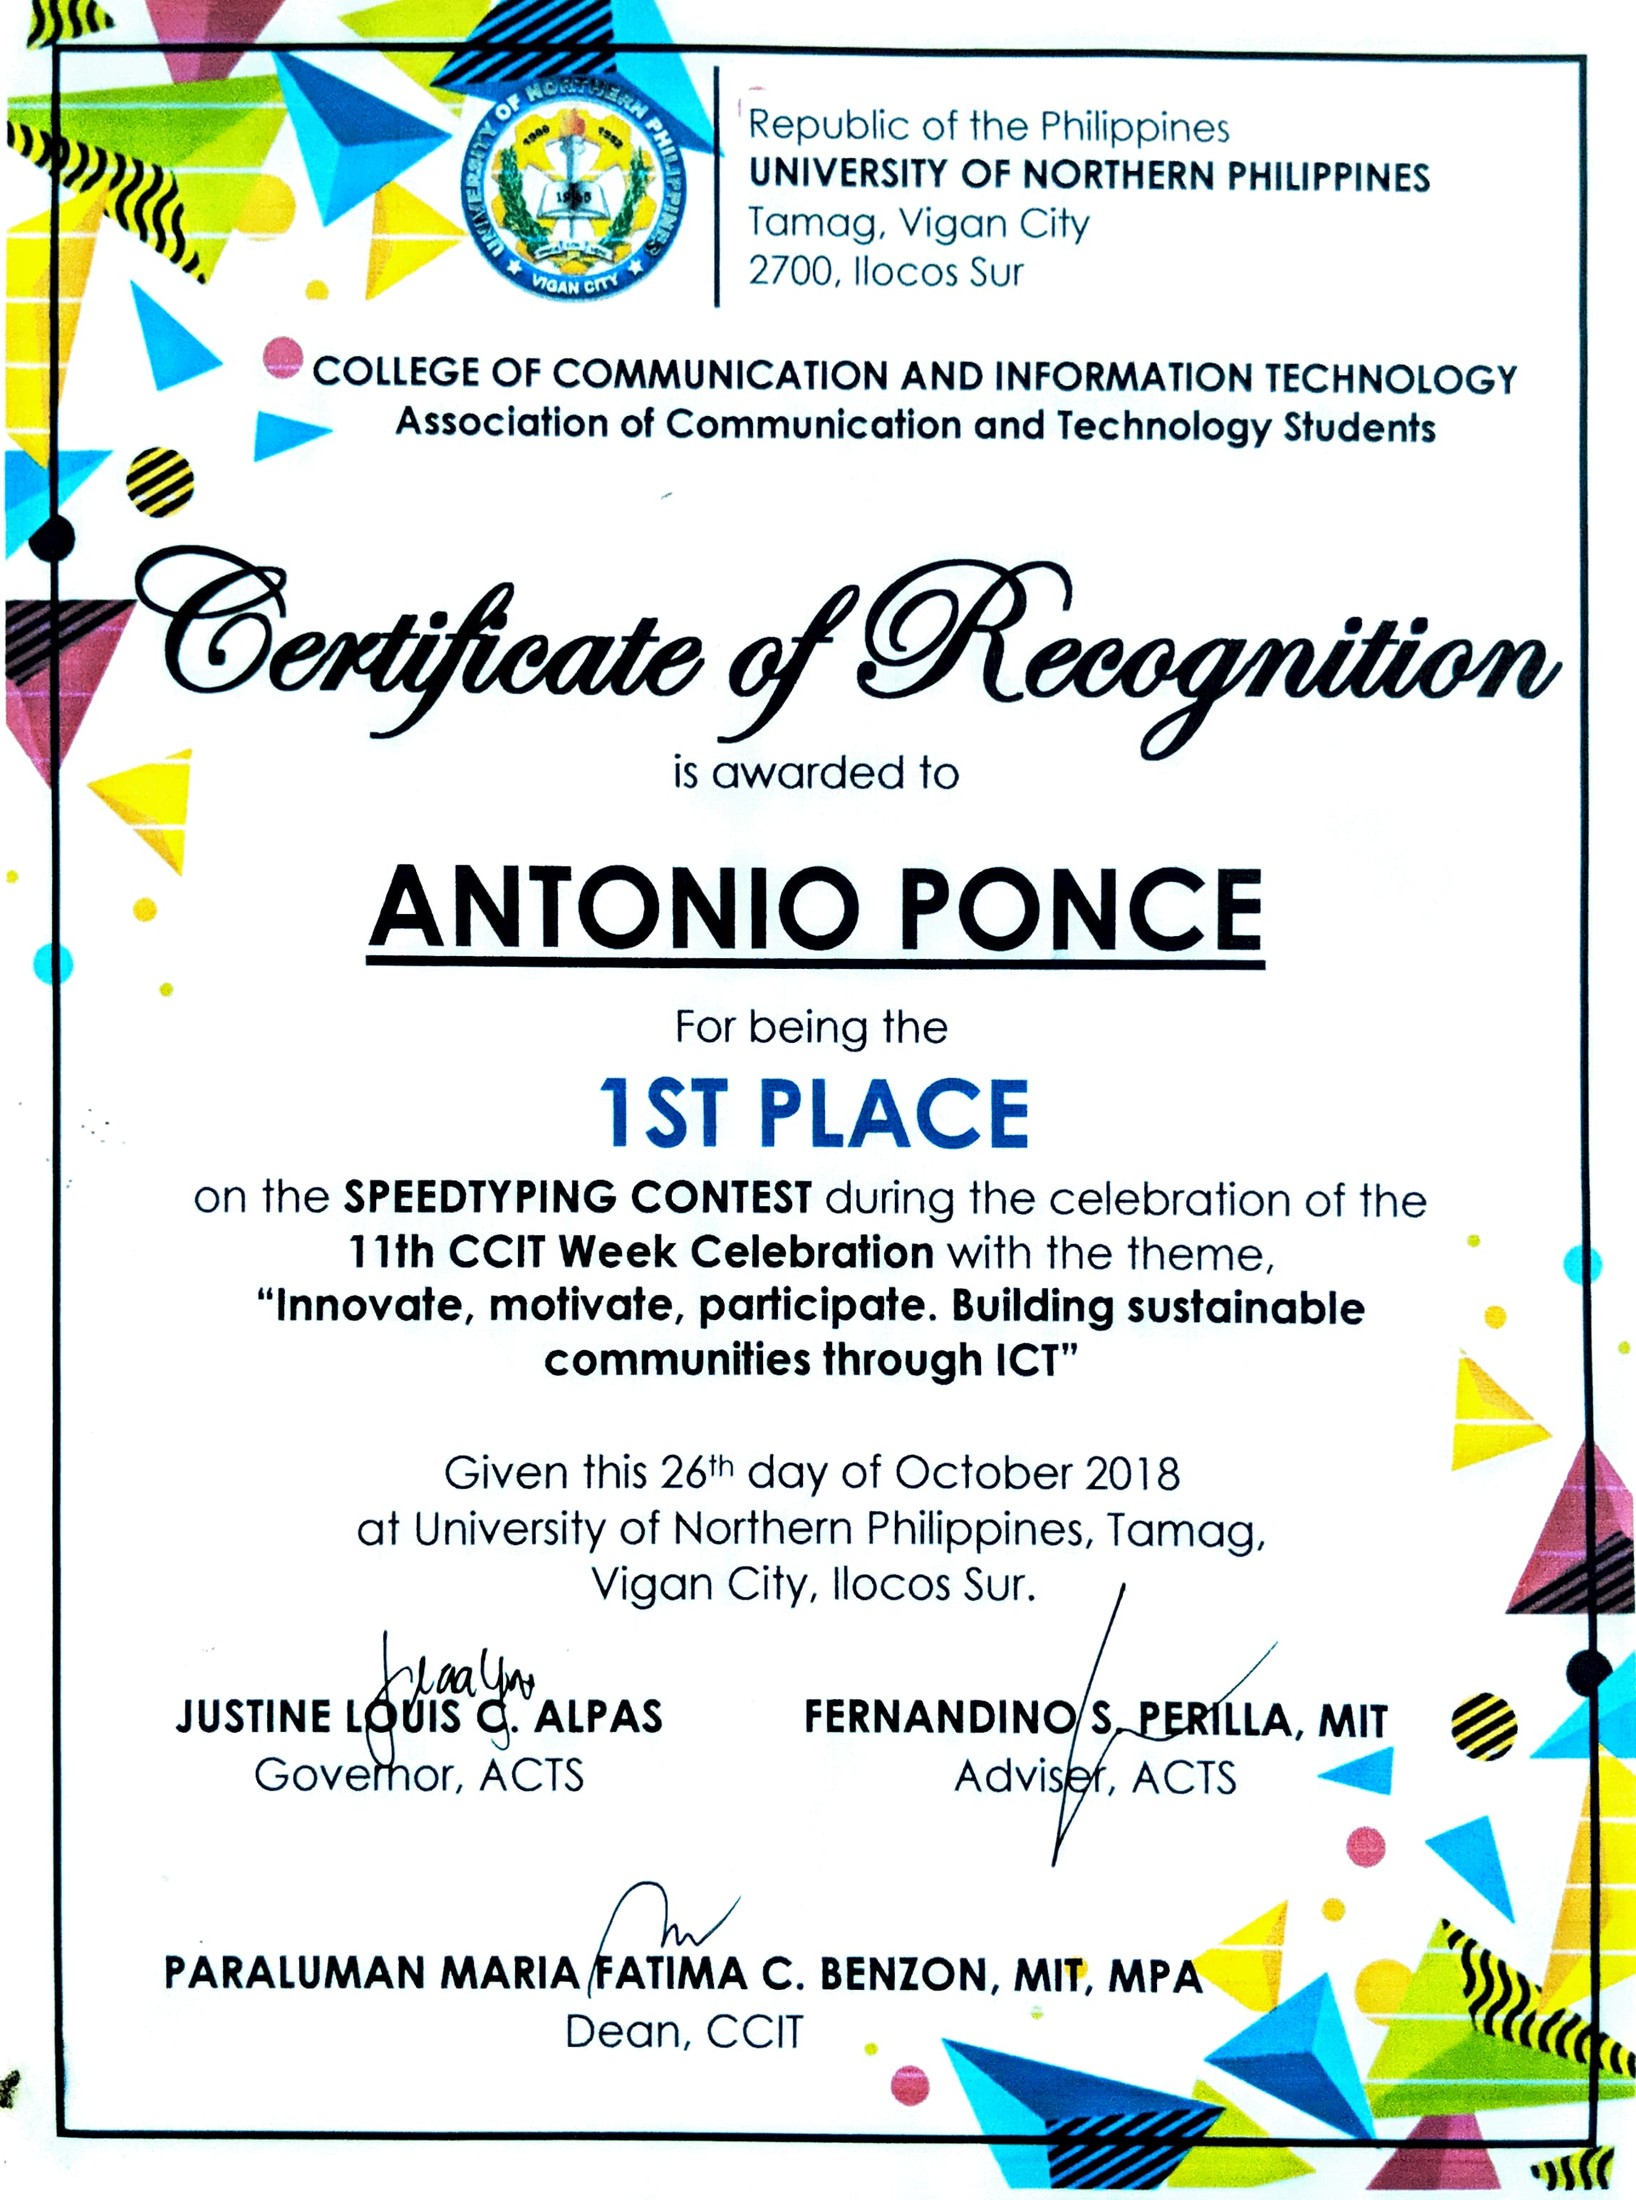 UNIVERSITY OF NORTHERN PHILIPPINES
VIGAN CITY
1965
Republic of the Philippines
UNIVERSITY OF NORTHERN PHILIPPINES
Tamag, Vigan City
2700, Ilocos Sur
COLLEGE OF COMMUNICATION AND INFORMATION TECHNOLOGY
Association of Communication and Technology Students
Certificate of Recognition
is awarded to
ANTONIO PONCE
For being the
1ST PLACE
on the SPEEDTYPING CONTEST during the celebration of the
11th CCIT Week Celebration with the theme,
“Innovate, motivate, participate. Building sustainable
communities through ICT”
Given this 26th day of October 2018
at University of Northern Philippines, Tamag,
Vigan City, Ilocos Sur.
JUSTINE LOUIS G. ALPAS
Governor, ACTS
FERNANDINO S. PERILLA, MIT
Adviser, ACTS
PARALUMAN MARIA FATIMA C. BENZON, MIT, MPA
Dean, CCIT